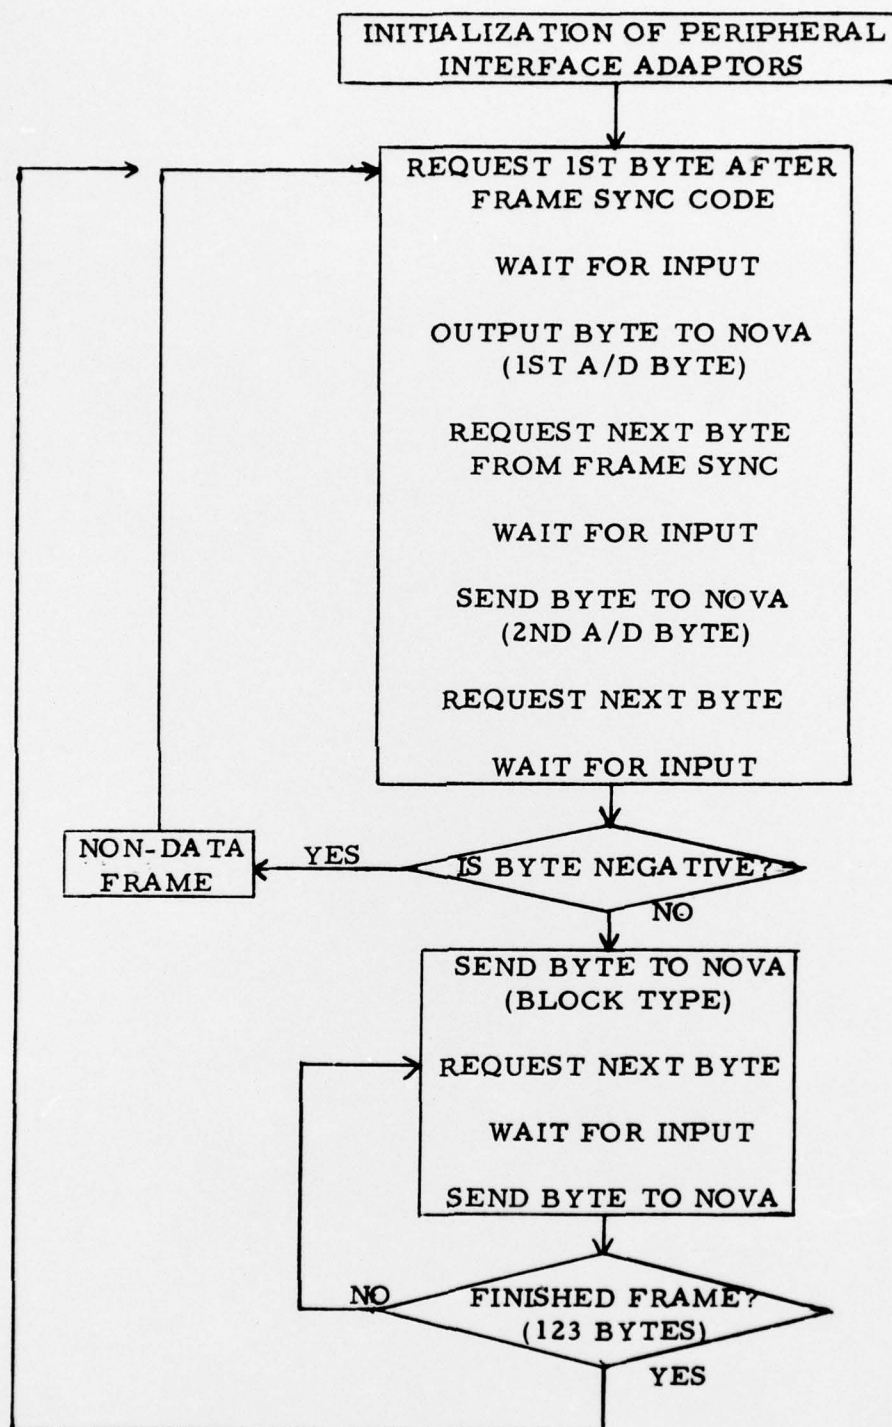 INITIALIZATION OF PERIPHERAL
INTERFACE ADAPTORS
REQUEST 1ST BYTE AFTER
FRAME SYNC CODE
WAIT FOR INPUT
OUTPUT BYTE TO NOVA
(1ST A/D BYTE)
REQUEST NEXT BYTE
FROM FRAME SYNC
WAIT FOR INPUT
SEND BYTE TO NOVA
(2ND A/D BYTE)
REQUEST NEXT BYTE
WAIT FOR INPUT
IS BYTE NEGATIVE?
YES
NON-DATA
FRAME
NO
SEND BYTE TO NOVA
(BLOCK TYPE)
REQUEST NEXT BYTE
WAIT FOR INPUT
SEND BYTE TO NOVA
FINISHED FRAME?
(123 BYTES)
NO
YES